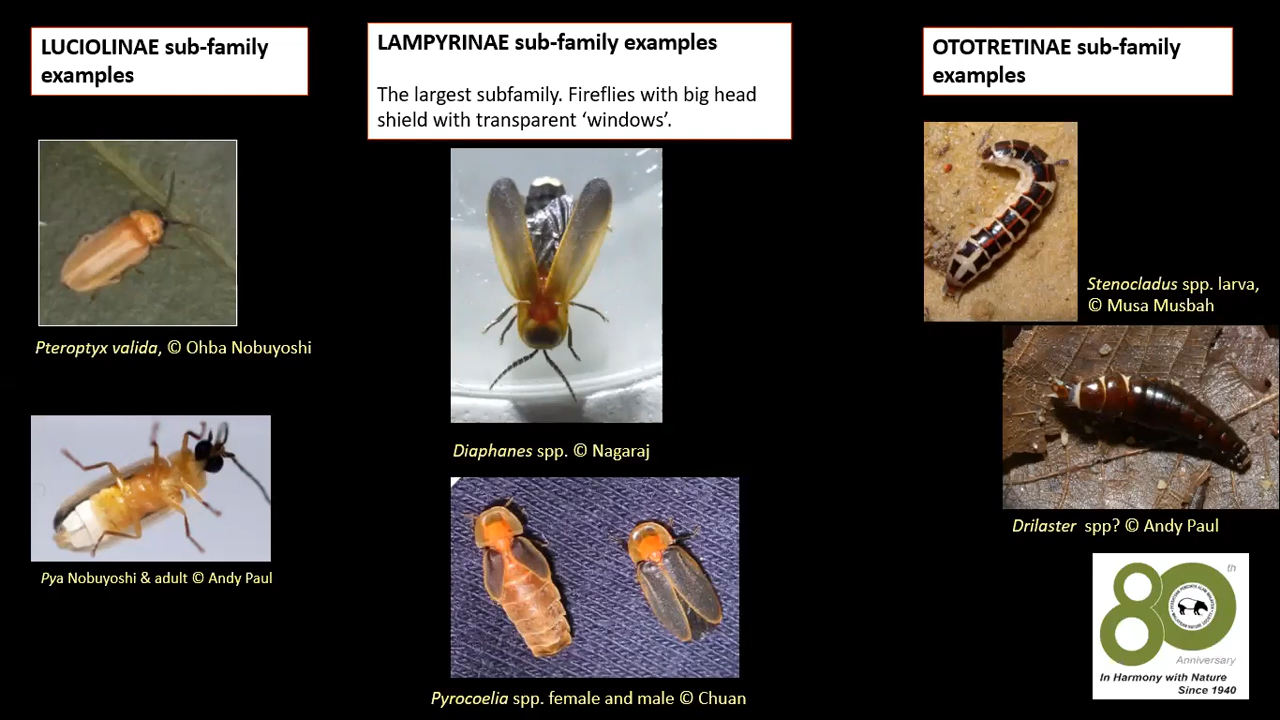 LUCIOLINAE sub-family
examples
Pteroptyx valida, © Ohba Nobuyoshi
Pya Nobuyoshi & adult © Andy Paul
LAMPYRINAE sub-family examples
The largest subfamily. Fireflies with big head
shield with transparent ‘windows’.
Diaphanes spp. © Nagaraj
Pyrocoelia spp. female and male © Chuan
OTOTRETINAE sub-family
examples
Stenocladus spp. larva,
© Musa Musbah
Drilaster spp? © Andy Paul
80th
Anniversary
In Harmony with Nature
Since 1940